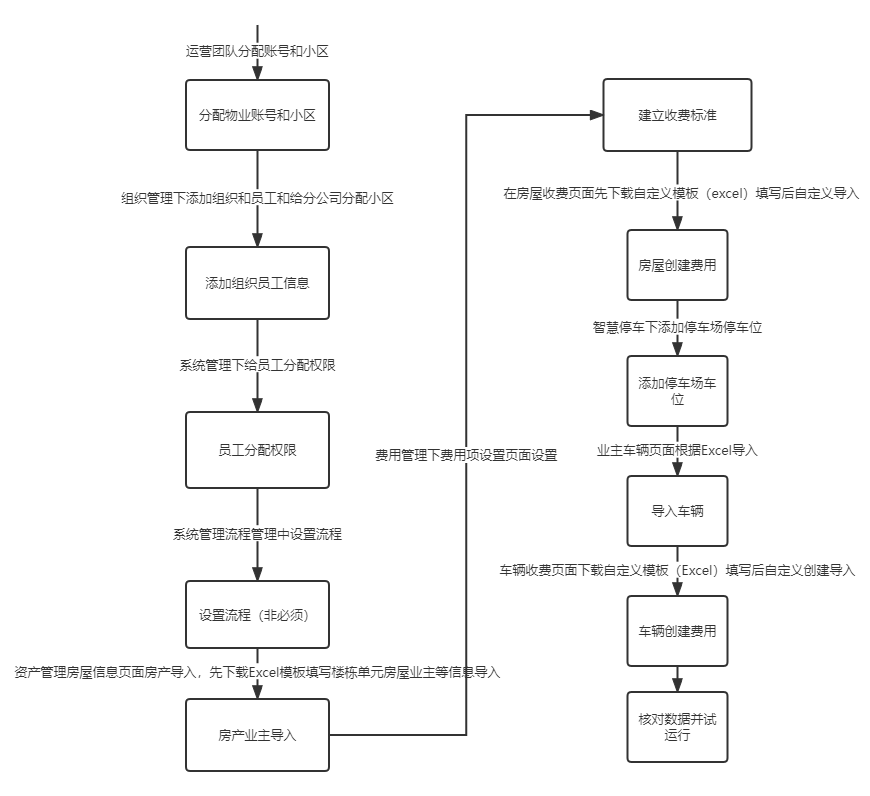 运营团队分配账号和小区
分配物业账号和小区
组织管理下添加组织和员工和给分公司分配小区
添加组织员工信息
系统管理下给员工分配权限
员工分配权限
系统管理流程管理中设置流程
设置流程（非必须）
资产管理房屋信息页面房产导入，先下载Excel模板填写楼栋单元房屋业主等信息导入
房产业主导入
费用管理下费用项设置页面设置
建立收费标准
在房屋收费页面先下载自定义模板（excel）填写后自定义导入
房屋创建费用
智慧停车下添加停车场停车位
添加停车场车
位
业主车辆页面根据Excel导入
导入车辆
车辆收费页面下载自定义模板（Excel）填写后自定义创建导入
车辆创建费用
核对数据并试
运行